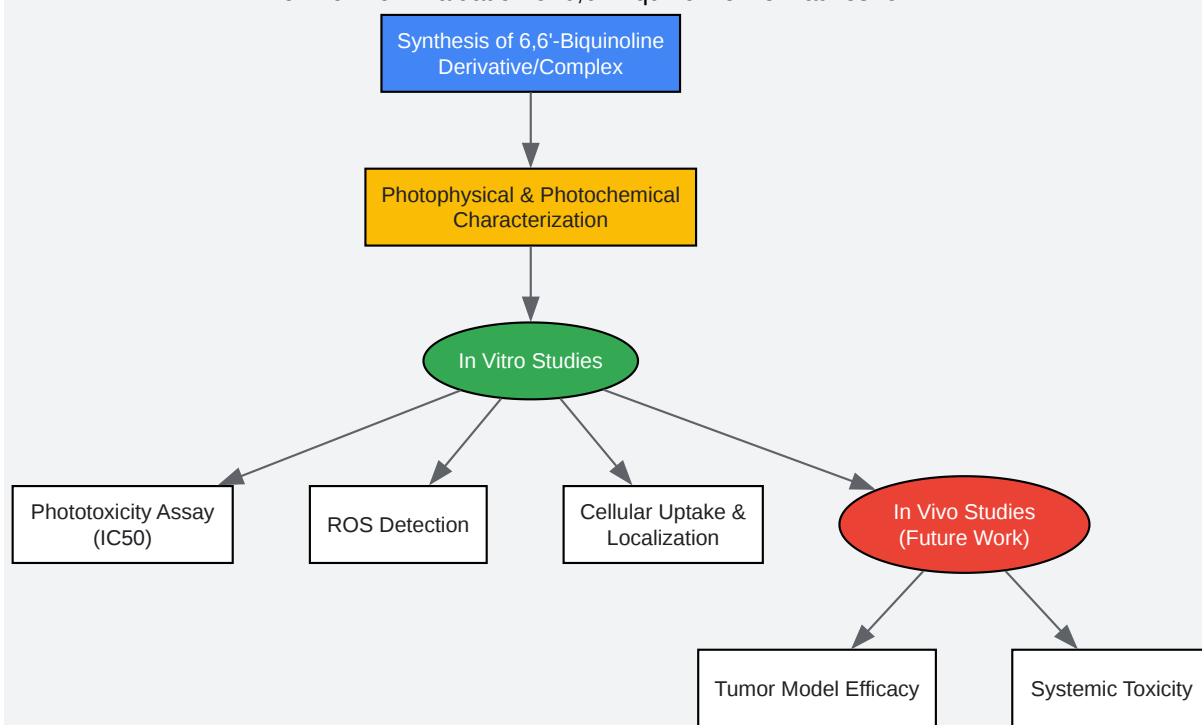 Synthesis of 6,6'-Biquinoline
Derivative/Complex
Photophysical & Photochemical
Characterization
In Vitro Studies
Phototoxicity Assay
(IC50)
ROS Detection
Cellular Uptake &
Localization
In Vivo Studies
(Future Work)
Tumor Model Efficacy
Systemic Toxicity